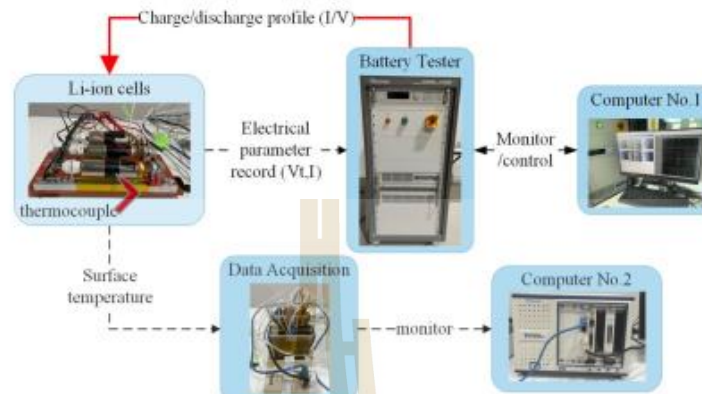 Charge/discharge profile (I/V)
Li-ion cells
Battery Tester
Computer No.1
Electrical
parameter
record (Vt,I)
Monitor
/control
thermocouple
Surface
temperature
Data Acquisition
Computer No.2
monitor